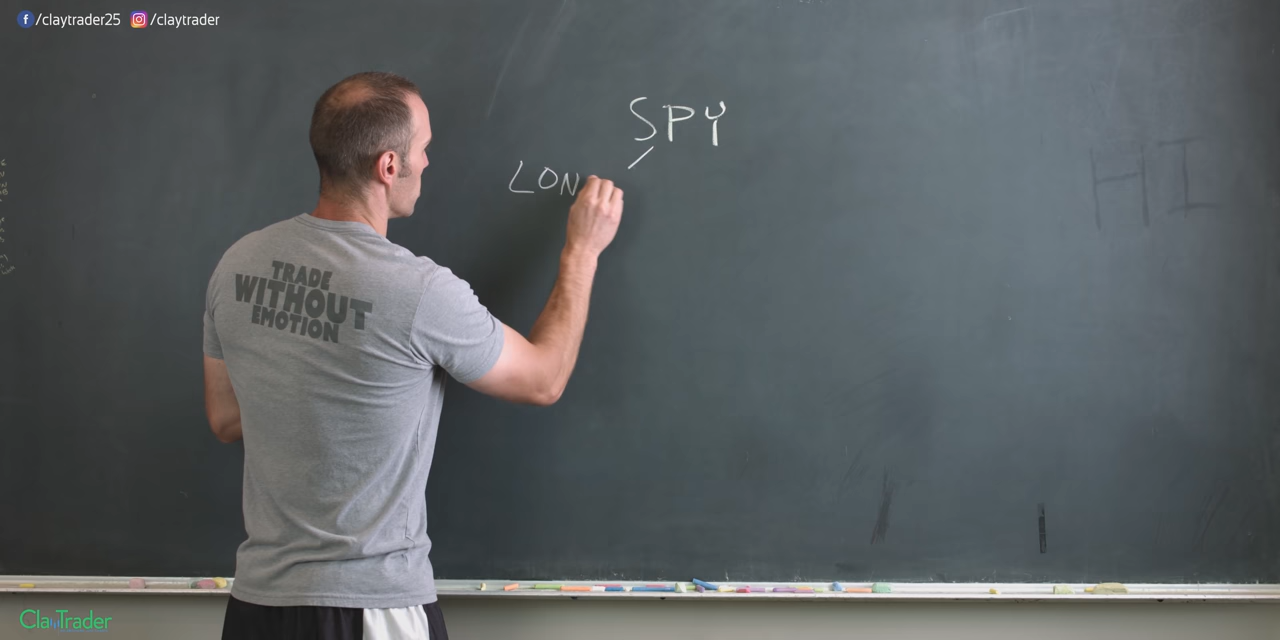 /claytrader25 /claytrader
SPY
LON
HI
TRADE
WITHOUT
EMOTION
ClayTrader